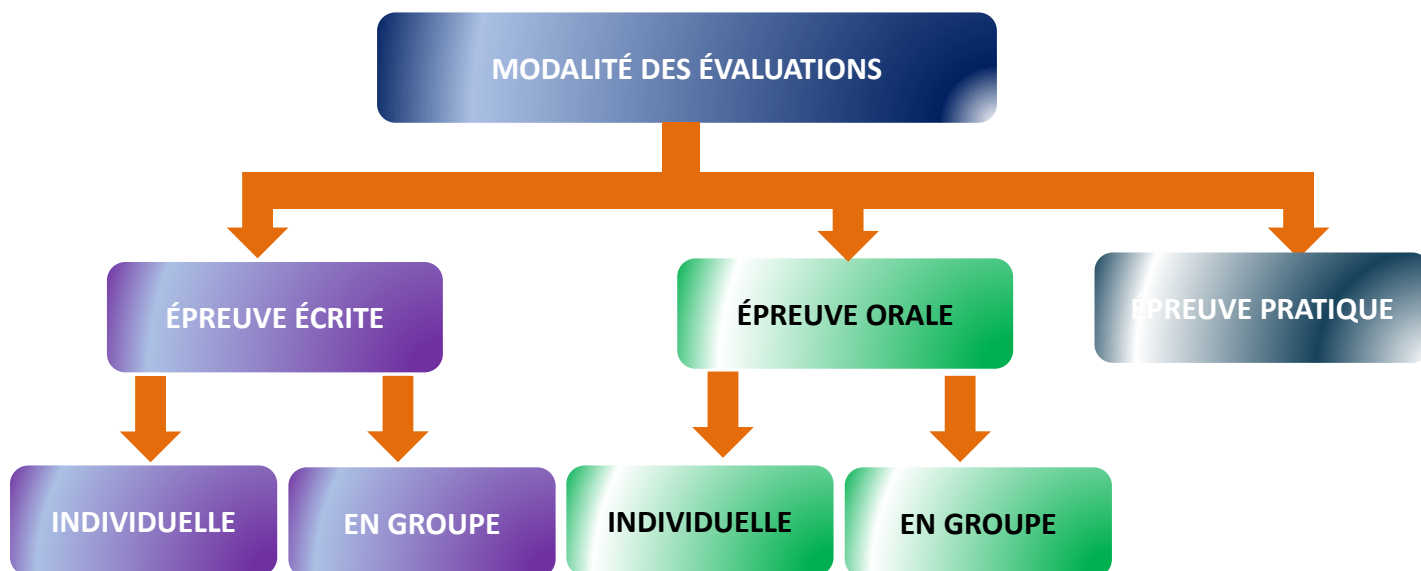 MODALITÉ DES ÉVALUATIONS
ÉPREUVE ÉCRITE
ÉPREUVE ORALE
ÉPREUVE PRATIQUE
INDIVIDUELLE
EN GROUPE
INDIVIDUELLE
EN GROUPE